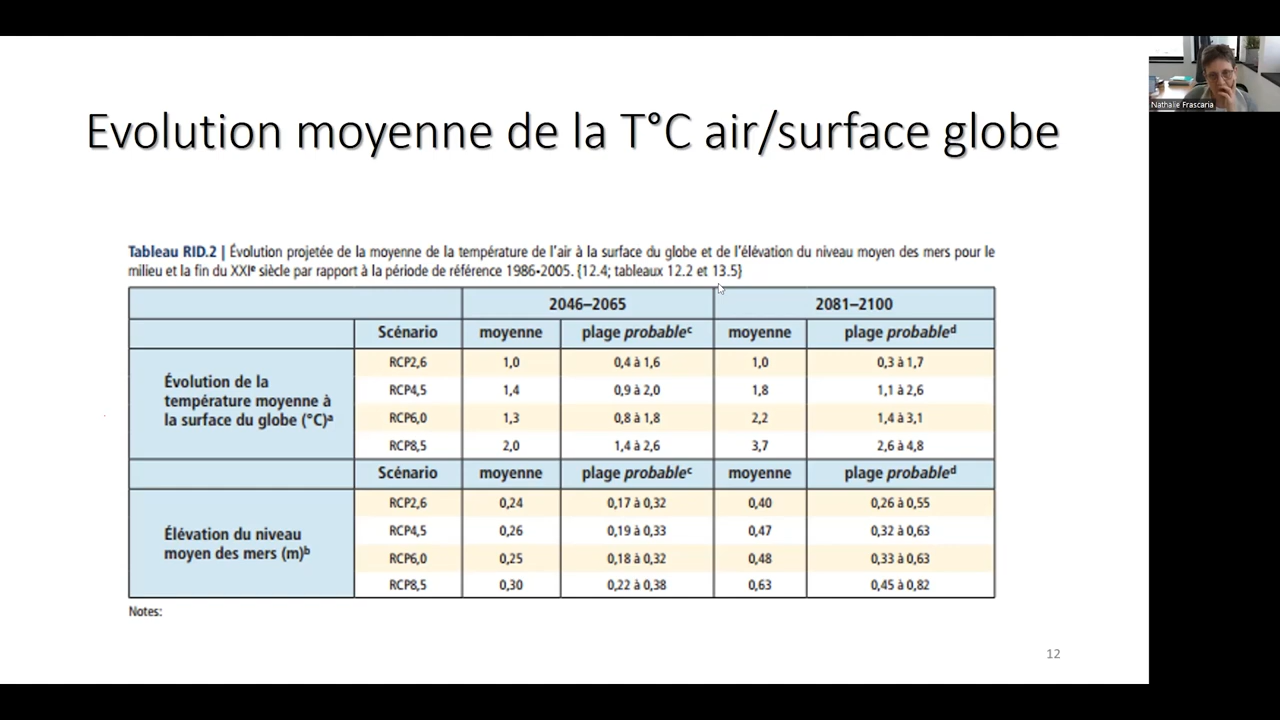 Evolution moyenne de la T°C air/surface globe
Nathalie Frascaria
Tableau RID.2 | Évolution projetée de la moyenne de la température de l'air à la surface du globe et de l'élévation du niveau moyen des mers pour le
milieu et la fin du XXIe siècle par rapport à la période de référence 1986•2005. {12.4; tableaux 12.2 et 13.5}
2046–2065 2081–2100
Scénario moyenne plage probablec moyenne plage probabled
Évolution de la
température moyenne à
la surface du globe (°C)a
RCP2,6 1,0 0,4 à 1,6 1,0 0,3 à 1,7
RCP4,5 1,4 0,9 à 2,0 1,8 1,1 à 2,6
RCP6,0 1,3 0,8 à 1,8 2,2 1,4 à 3,1
RCP8,5 2,0 1,4 à 2,6 3,7 2,6 à 4,8
Scénario moyenne plage probablec moyenne plage probabled
Élévation du niveau
moyen des mers (m)b
RCP2,6 0,24 0,17 à 0,32 0,40 0,26 à 0,55
RCP4,5 0,26 0,19 à 0,33 0,47 0,32 à 0,63
RCP6,0 0,25 0,18 à 0,32 0,48 0,33 à 0,63
RCP8,5 0,30 0,22 à 0,38 0,63 0,45 à 0,82
Notes:
12